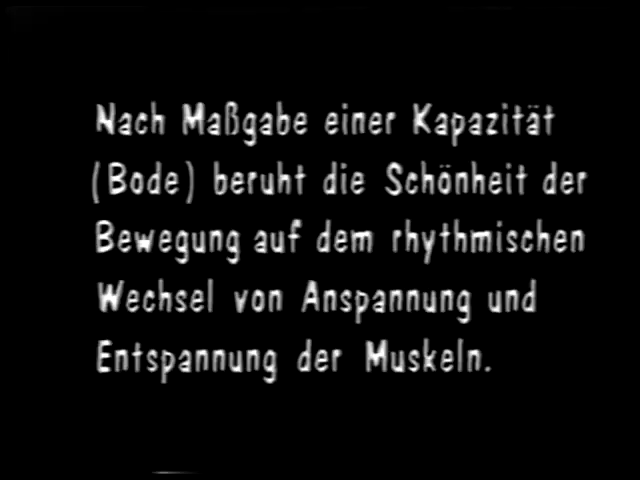 Nach Maßgabe einer Kapazität
(Bode) beruht die Schönheit der
Bewegung auf dem rhythmischen
Wechsel von Anspannung und
Entspannung der Muskeln.